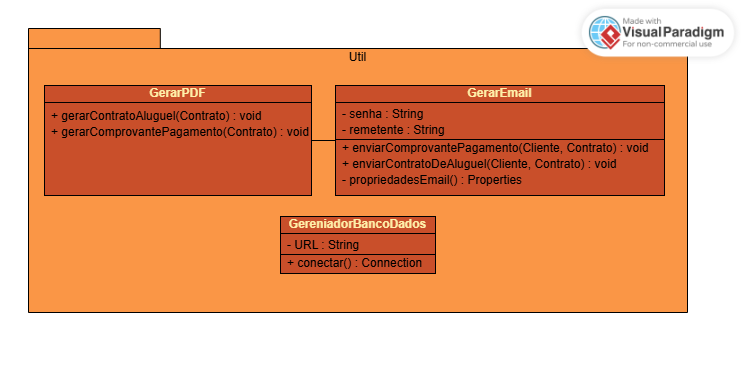 Made with
Visual Paradigm
For non-commercial use
Util
GerarPDF
+ gerarContratoAluguel(Contrato) : void
+ gerarComprovantePagamento(Contrato) : void
GerarEmail
- senha : String
- remetente : String
+ enviarComprovantePagamento(Cliente, Contrato) : void
+ enviarContratoDeAluguel(Cliente, Contrato) : void
- propriedadesEmail() : Properties
GereniadorBancoDados
- URL : String
+ conectar() : Connection